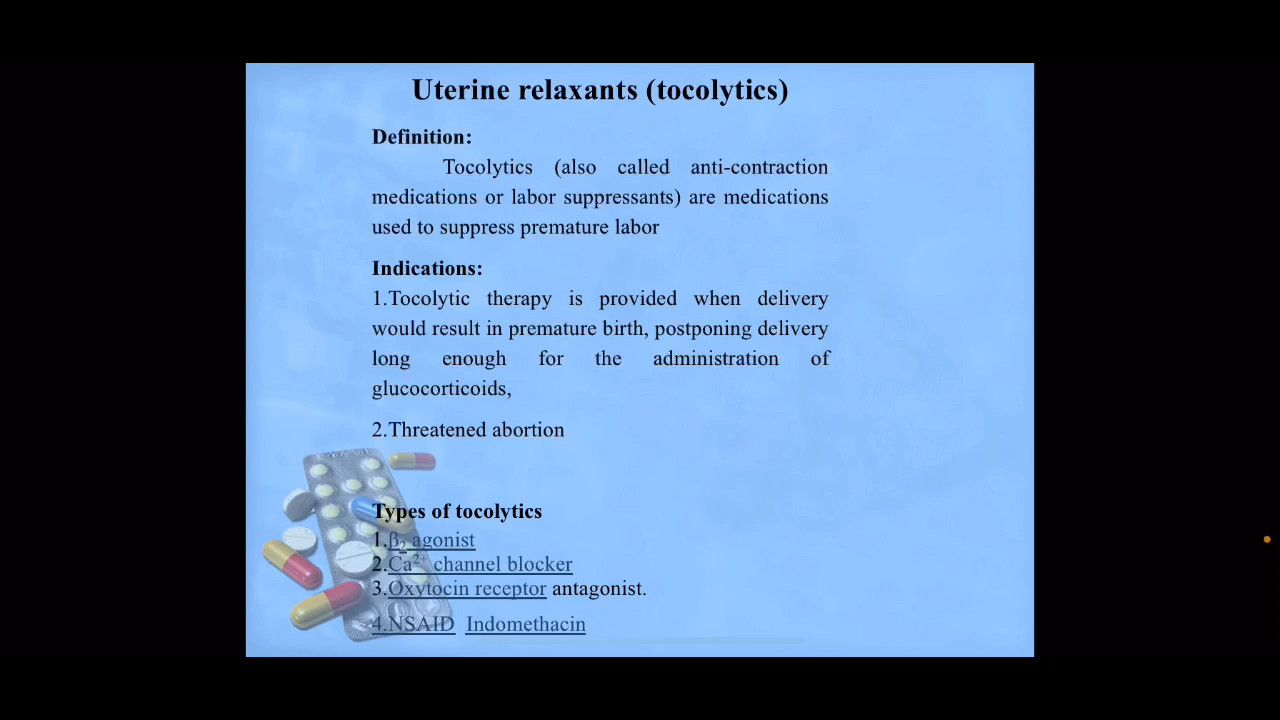 Uterine relaxants (tocolytics)
Definition:
Tocolytics (also called anti-contraction
medications or labor suppressants) are medications
used to suppress premature labor
Indications:
1.Tocolytic therapy is provided when delivery
would result in premature birth, postponing delivery
long enough for the administration of
glucocorticoids,
2.Threatened abortion
Types of tocolytics
1.β₂ agonist
2.Ca²⁺ channel blocker
3.Oxytocin receptor antagonist.
4.NSAID Indomethacin